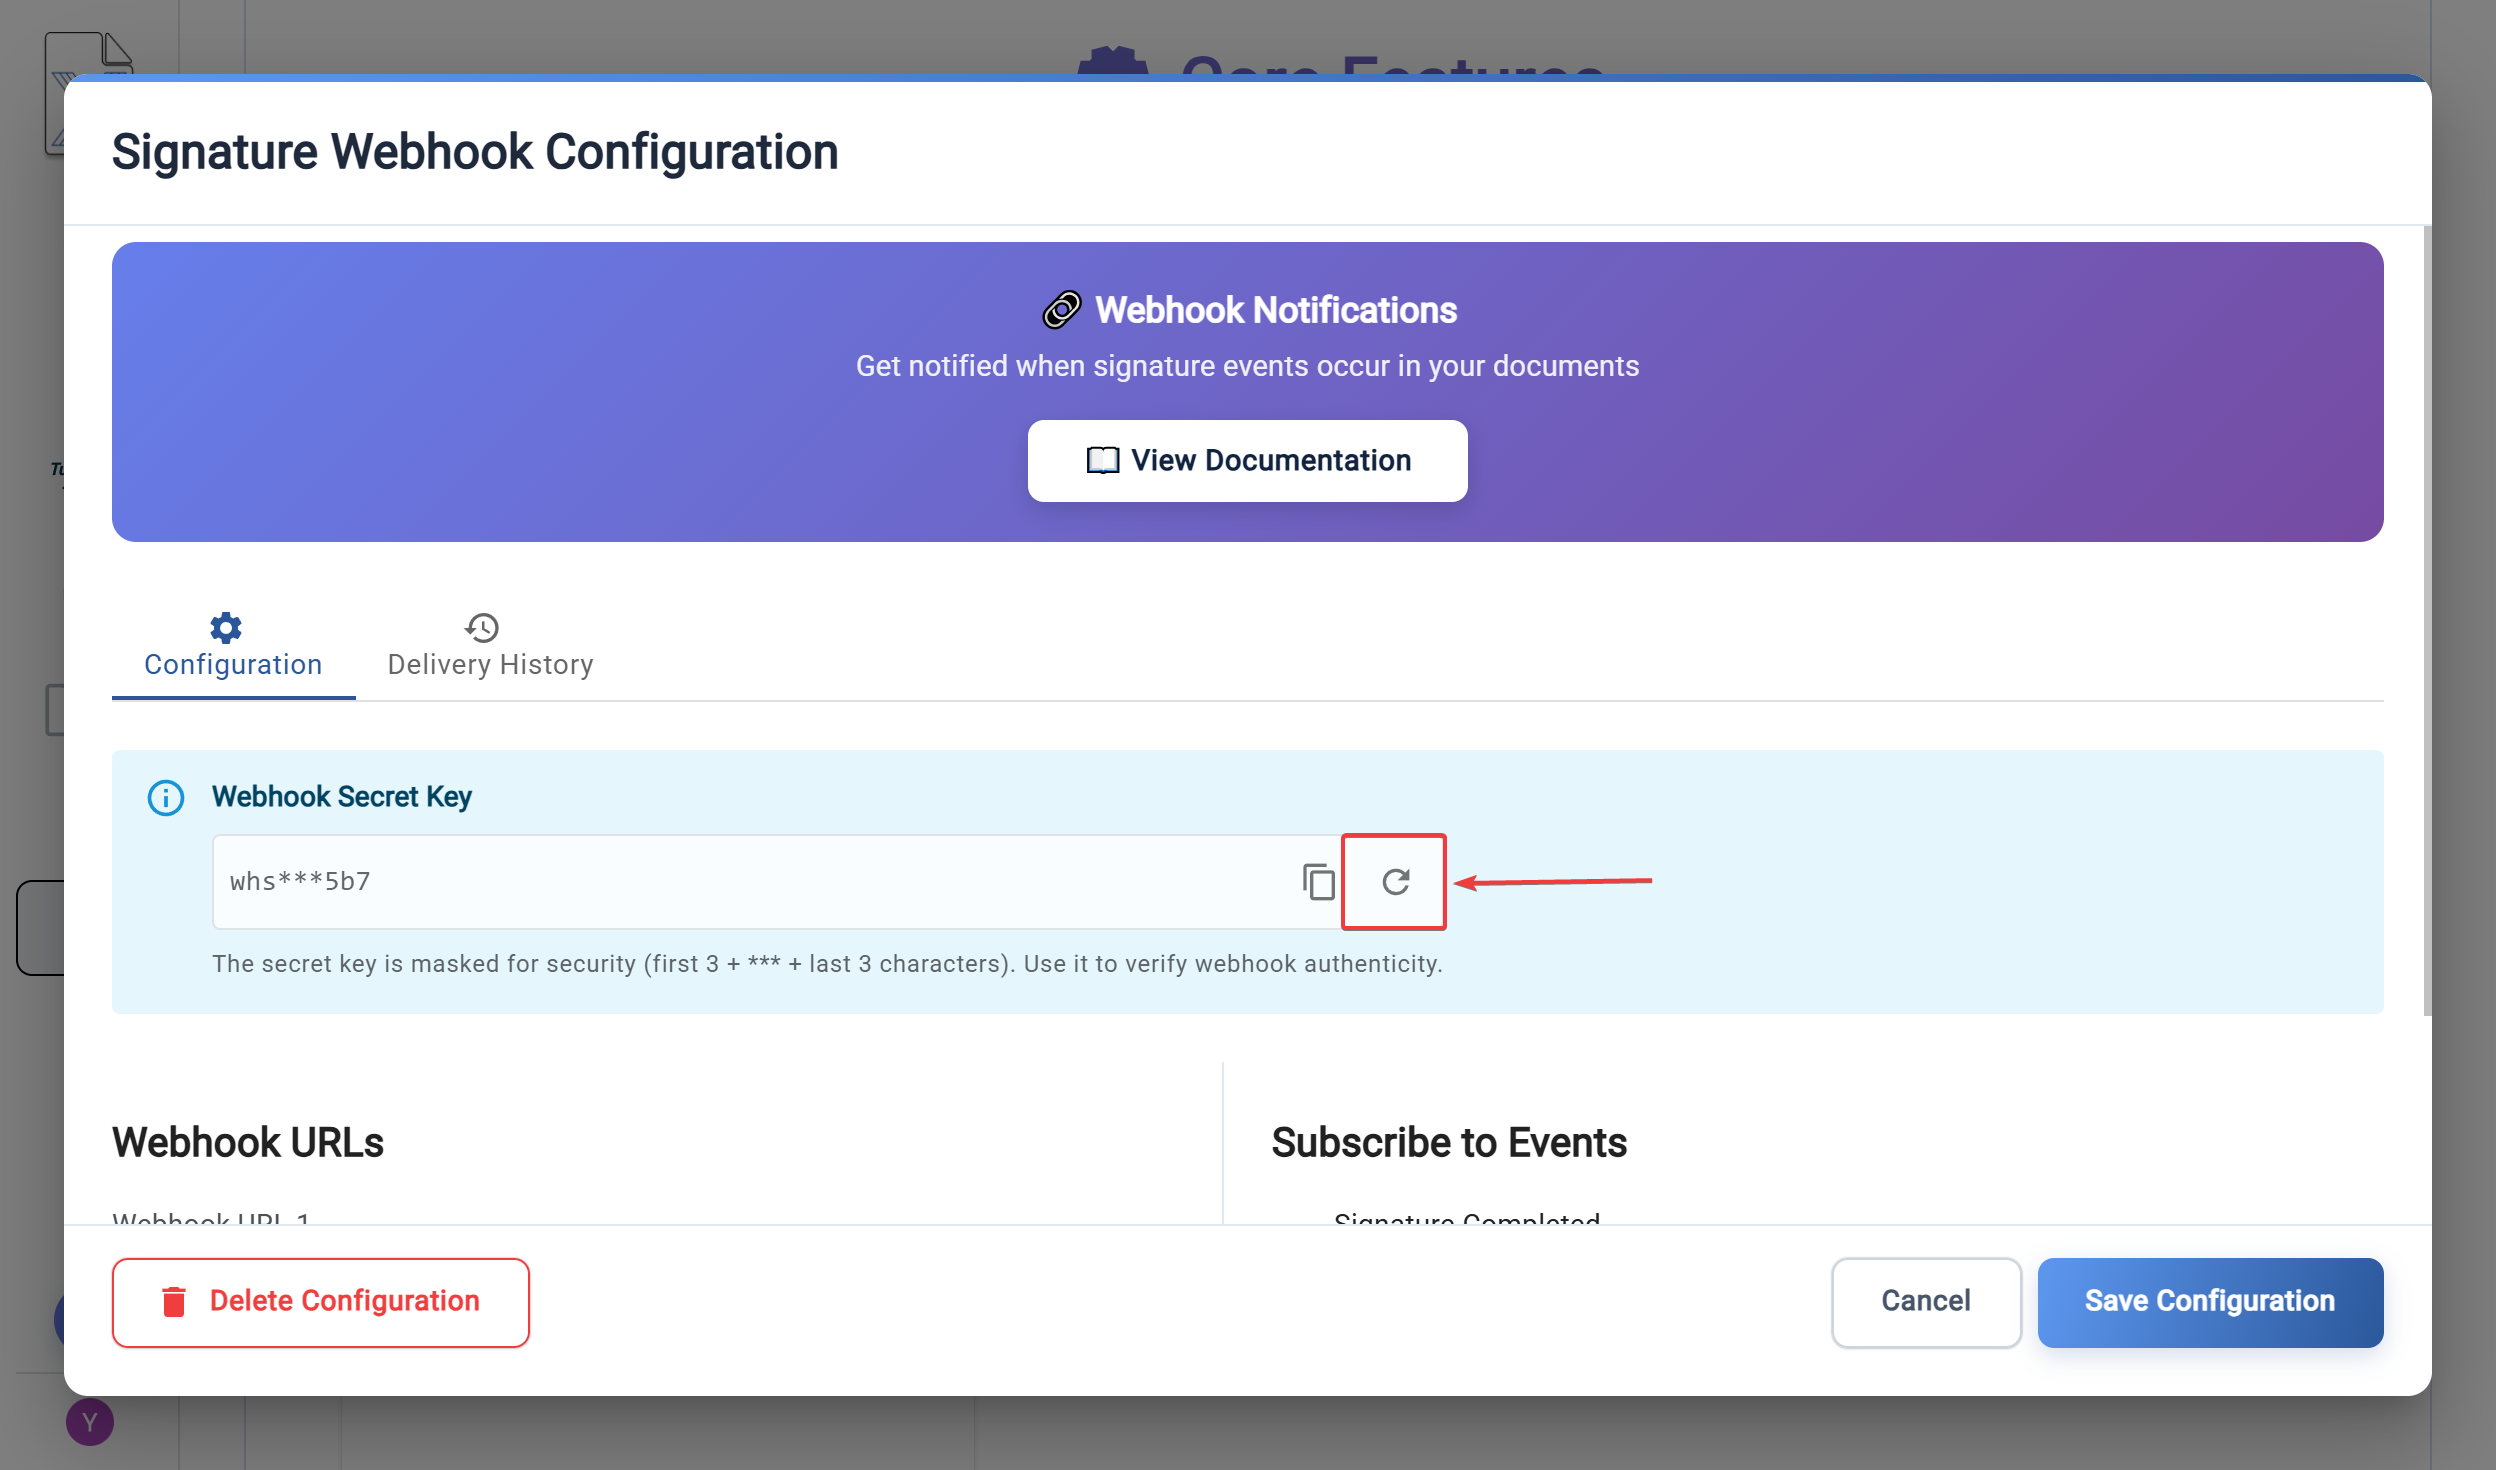 Core Features
Signature Webhook Configuration
Webhook Notifications
Get notified when signature events occur in your documents
View Documentation
Configuration
Delivery History
Webhook Secret Key
whs***5b7
The secret key is masked for security (first 3 + *** + last 3 characters). Use it to verify webhook authenticity.
Webhook URLs
Subscribe to Events
Webhook URL 1
Signature Completed
Delete Configuration
Cancel
Save Configuration
Y